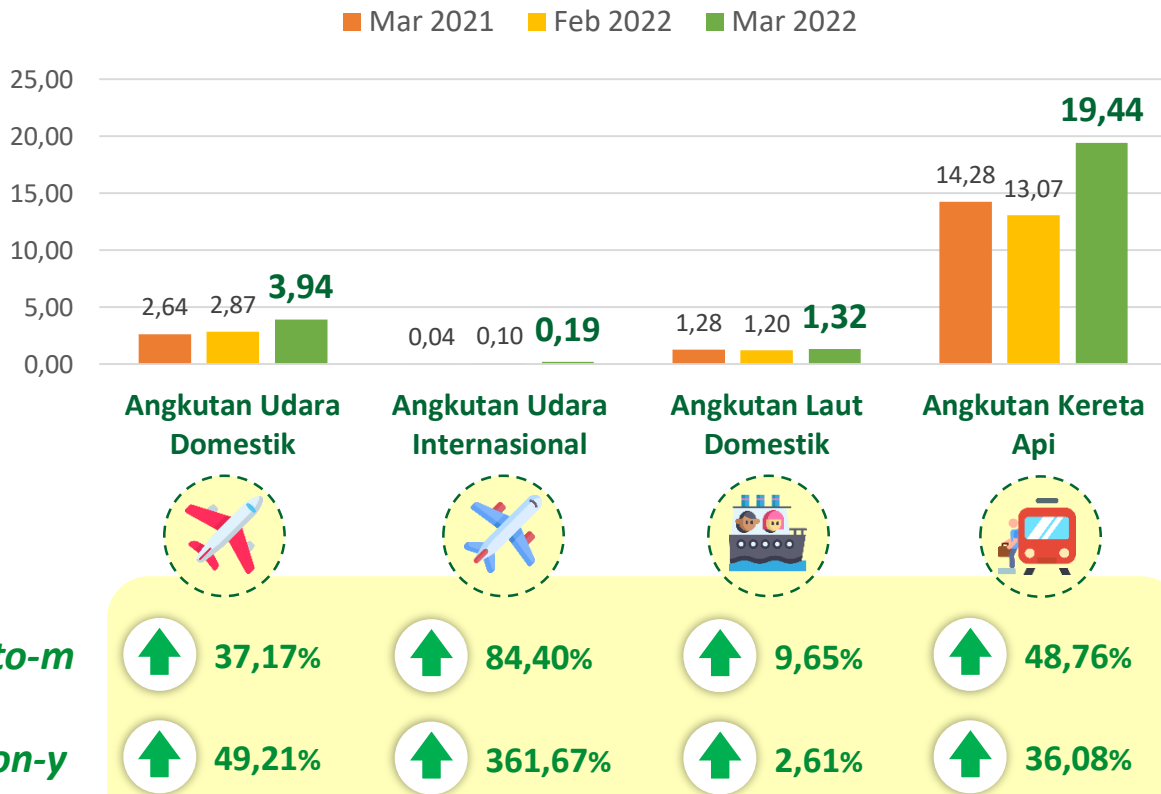 Mar 2021 Feb 2022 Mar 2022
25,00
20,00
15,00
10,00
5,00
0,00
2,64 2,87 3,94
0,04 0,10 0,19
1,28 1,20 1,32
14,28 13,07 19,44
Angkutan Udara
Domestik
Angkutan Udara
Internasional
Angkutan Laut
Domestik
Angkutan Kereta
Api
to-m 37,17% 84,40% 9,65% 48,76%
on-y 49,21% 361,67% 2,61% 36,08%